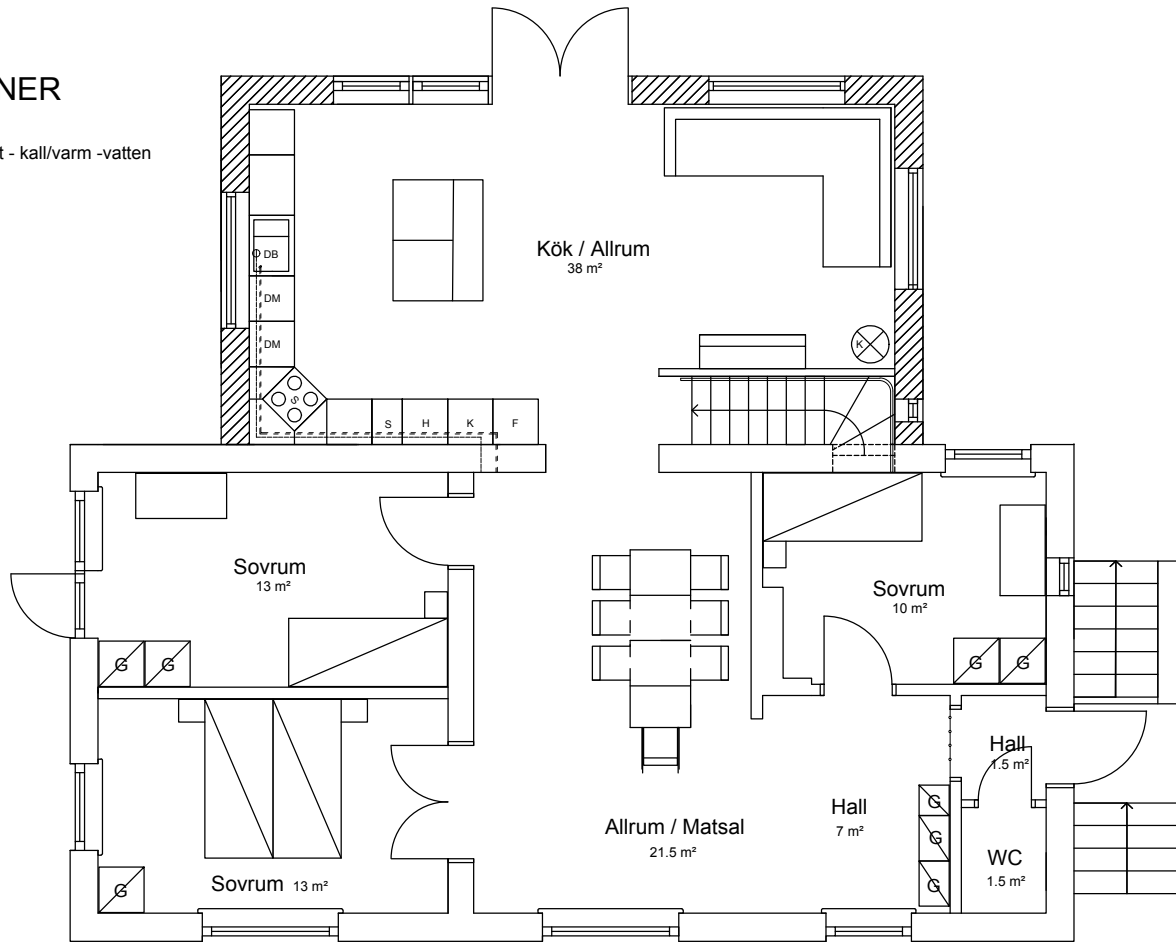 NER
t - kall/varm -vatten
Kök / Allrum
38 m²
DB
DM
DM
K
S
S H K F
Sovrum
13 m²
Sovrum
10 m²
G G
G G
Hall
1.5 m²
Allrum / Matsal
21.5 m²
Hall
7 m²
G
G
G
WC
1.5 m²
G
Sovrum 13 m²